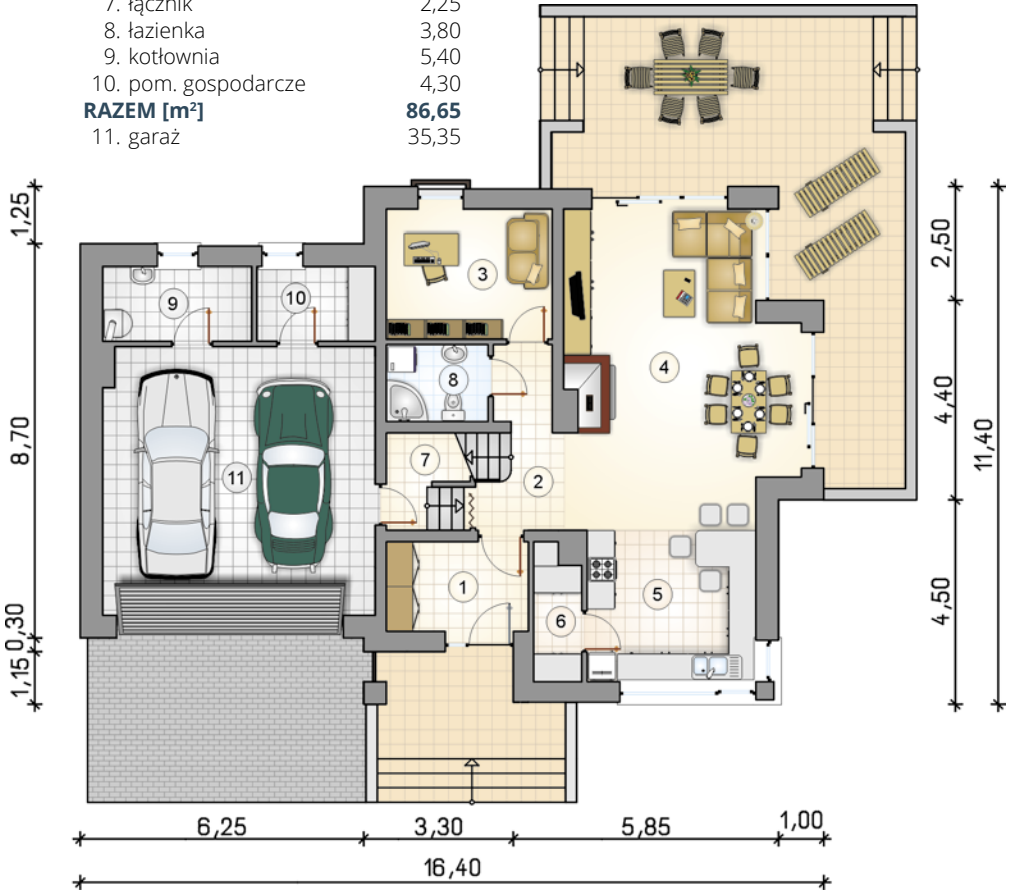 7. łącznik 2,25
8. łazienka 3,80
9. kotłownia 5,40
10. pom. gospodarcze 4,30
RAZEM [m²] 86,65
11. garaż 35,35
1,25
8,70
0,30
1,15
2,50
4,40
4,50
11,40
3
9
10
4
8
7
11
2
1
5
6
6,25 3,30 5,85 1,00
16,40